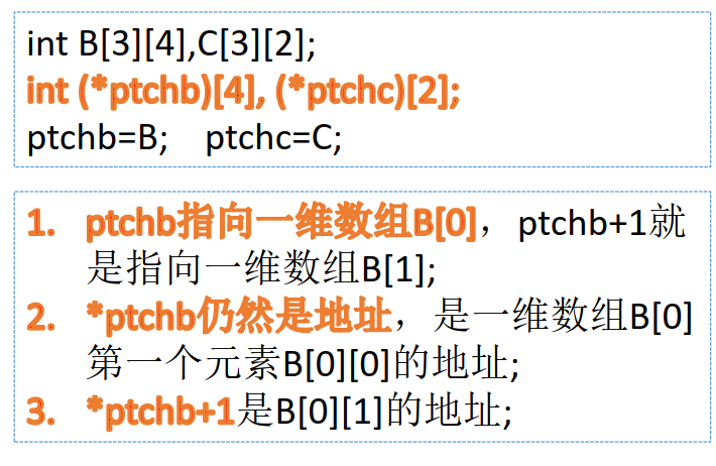 int B[3][4],C[3][2];
int (*ptchb)[4], (*ptchc)[2];
ptchb=B; ptchc=C;
1. ptchb指向一维数组B[0]，ptchb+1就
是指向一维数组B[1];
2. *ptchb仍然是地址，是一维数组B[0]
第一个元素B[0][0]的地址;
3. *ptchb+1是B[0][1]的地址;